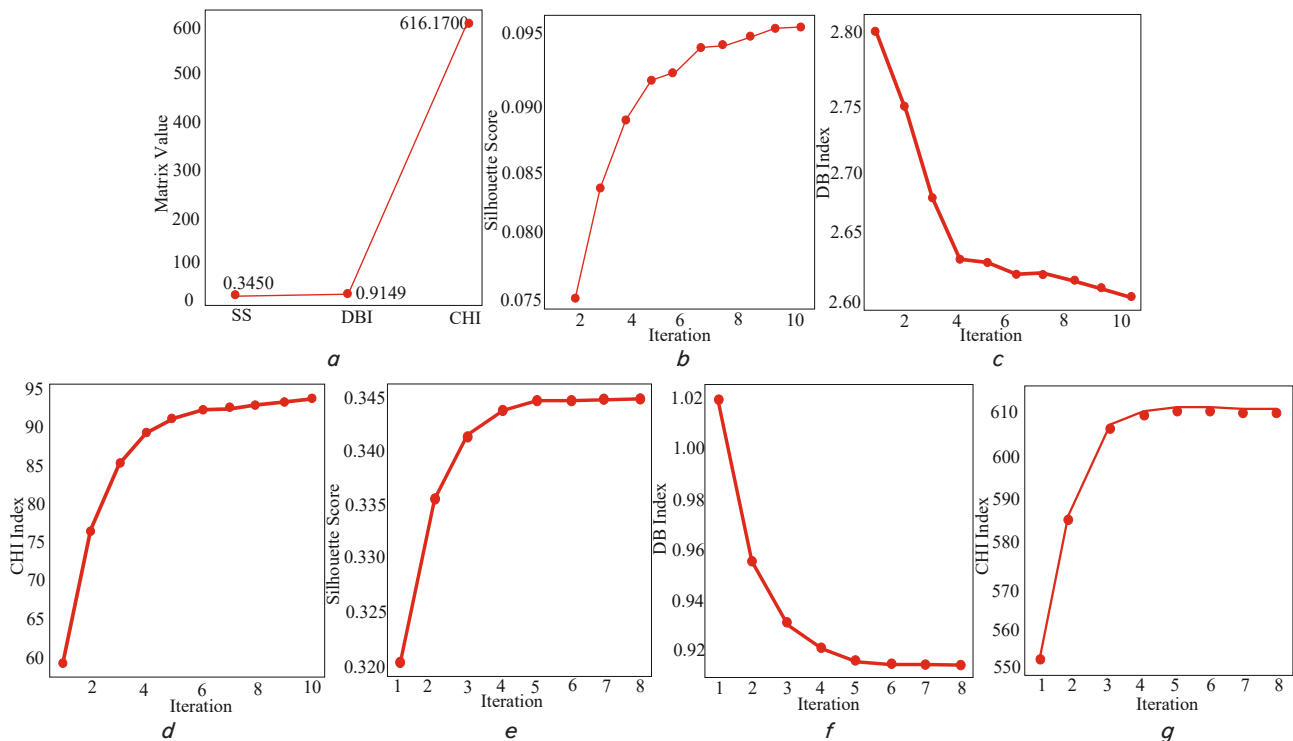 Matrix Value
600
500
400
300
200
100
0
616.1700
0.3450
0.9149
SS DBI CHI
a
Silhouette Score
0.095
0.090
0.085
0.080
0.075
2 4 6 8 10
Iteration
b
DB Index
2.80
2.75
2.70
2.65
2.60
2 4 6 8 10
Iteration
c
CHI Index
95
90
85
80
75
70
65
60
2 4 6 8 10
Iteration
d
Silhouette Score
0.345
0.340
0.335
0.330
0.325
0.320
1 2 3 4 5 6 7 8
Iteration
e
DB Index
1.02
1.00
0.98
0.96
0.94
0.92
1 2 3 4 5 6 7 8
Iteration
f
CHI Index
610
600
590
580
570
560
550
1 2 3 4 5 6 7 8
Iteration
g